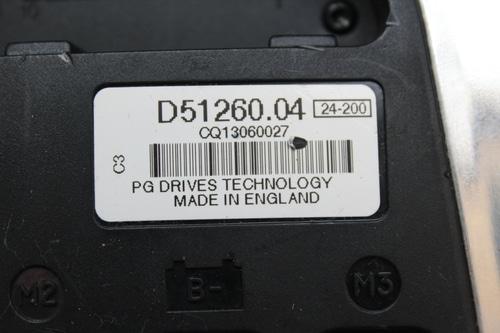 D51260.04 24-200
CQ13060027
C3
PG DRIVES TECHNOLOGY
MADE IN ENGLAND
M2 B- M3